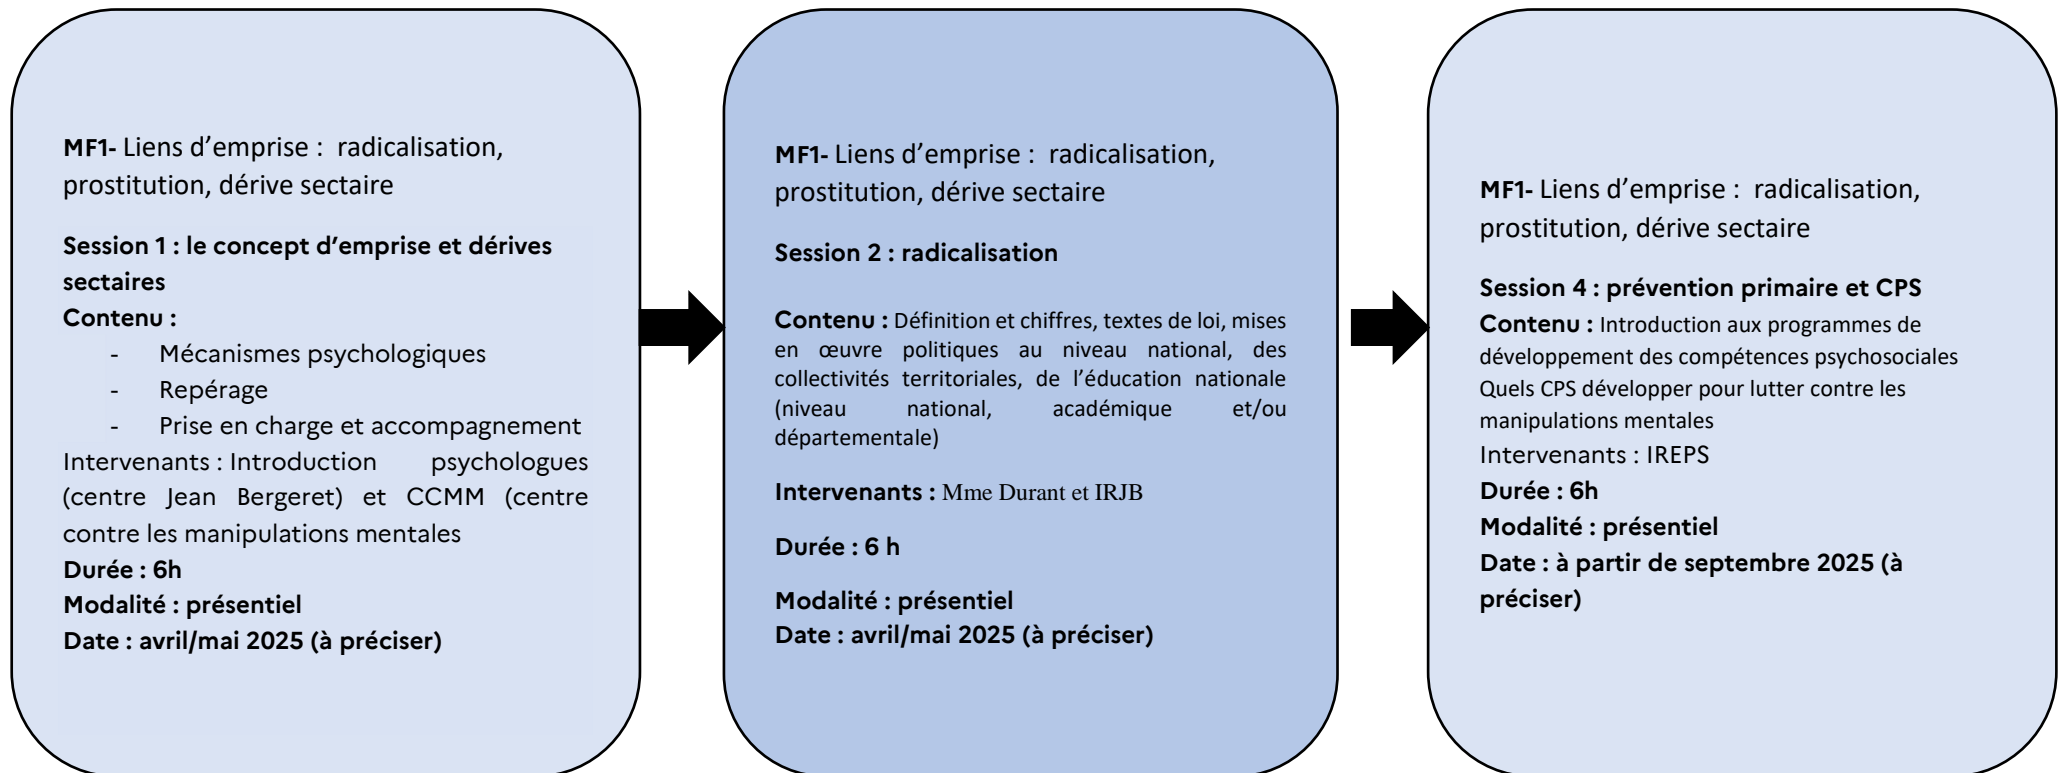 MF1- Liens d’emprise : radicalisation,
prostitution, dérive sectaire
Session 1 : le concept d’emprise et dérives
sectaires
Contenu :
- Mécanismes psychologiques
- Repérage
- Prise en charge et accompagnement
Intervenants : Introduction psychologues
(centre Jean Bergeret) et CCMM (centre
contre les manipulations mentales
Durée : 6h
Modalité : présentiel
Date : avril/mai 2025 (à préciser)
MF1- Liens d’emprise : radicalisation,
prostitution, dérive sectaire
Session 2 : radicalisation
Contenu : Définition et chiffres, textes de loi, mises
en œuvre politiques au niveau national, des
collectivités territoriales, de l’éducation nationale
(niveau national, académique et/ou
départementale)
Intervenants : Mme Durant et IRJB
Durée : 6 h
Modalité : présentiel
Date : avril/mai 2025 (à préciser)
MF1- Liens d’emprise : radicalisation,
prostitution, dérive sectaire
Session 4 : prévention primaire et CPS
Contenu : Introduction aux programmes de
développement des compétences psychosociales
Quels CPS développer pour lutter contre les
manipulations mentales
Intervenants : IREPS
Durée : 6h
Modalité : présentiel
Date : à partir de septembre 2025 (à
préciser)